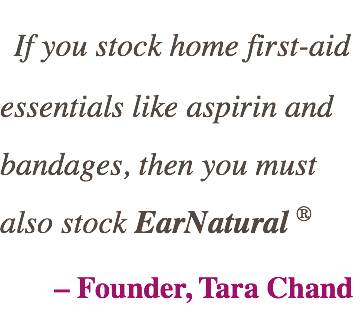 If you stock home first-aid
essentials like aspirin and
bandages, then you must
also stock EarNatural ®
– Founder, Tara Chand